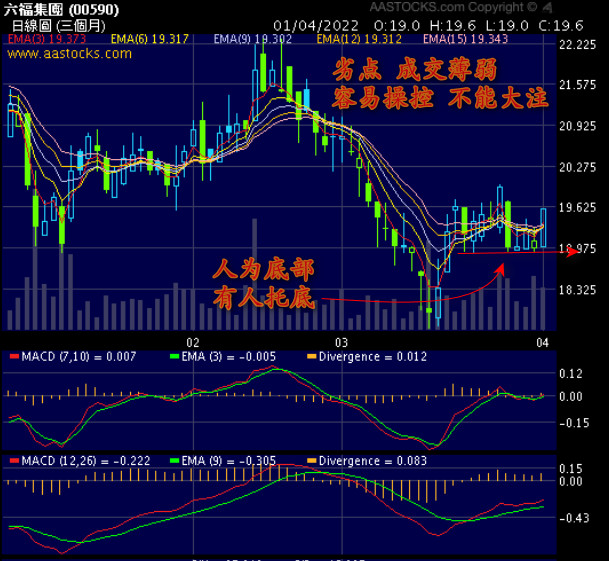 六福集團 (00590)
AASTOCKS.com Copyright ©
日線圖 (三個月)
01/04/2022 O:19.0 H:19.6 L:19.0 C:19.6
EMA(3) 19.373 EMA(6) 19.317 EMA(9) 19.302 EMA(12) 19.312 EMA(15) 19.343
www.aastocks.com
22.225
劣点 成交薄弱
21.575
容易操控 不能大注
20.925
20.275
19.625
18.975
人为底部
18.325
有人托底
02 03 04
MACD (7,10) = 0.007 EMA (3) = -0.005 Divergence = 0.012
0.12
0.00
-0.15
MACD (12,26) = -0.222 EMA (9) = -0.305 Divergence = 0.083
0.15
0.00
-0.43